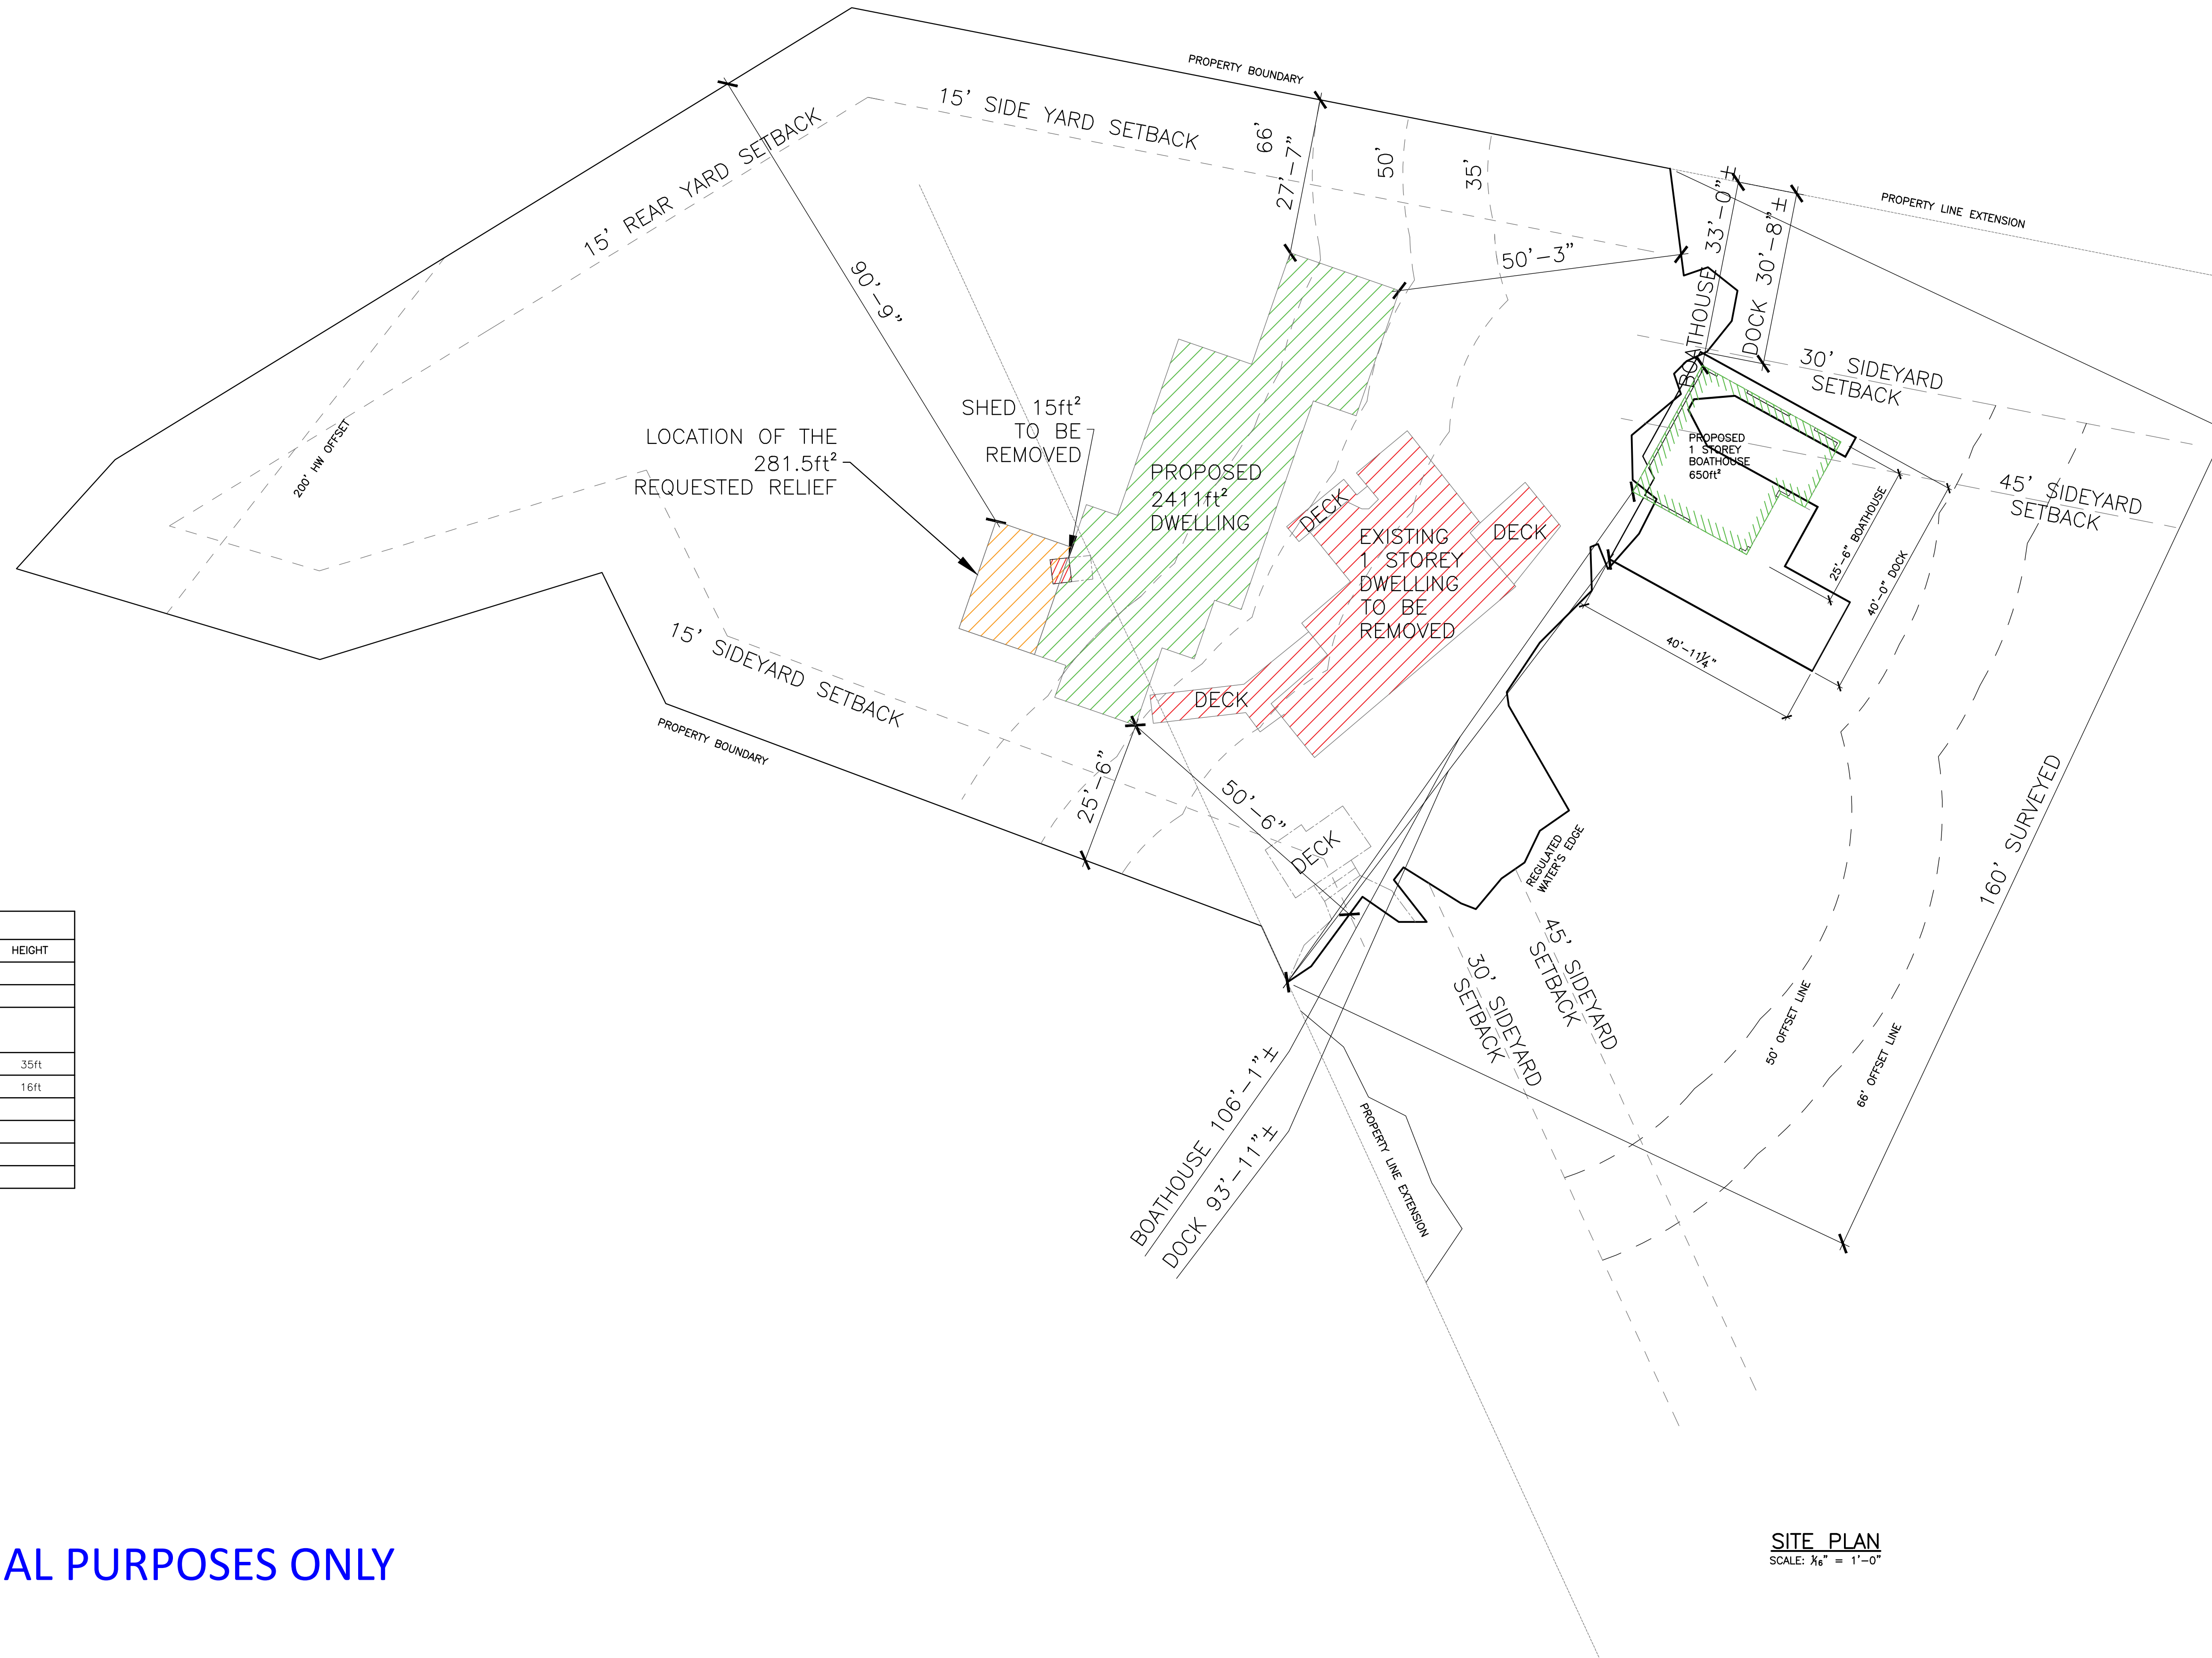 PROPERTY BOUNDARY
15' SIDE YARD SETBACK
15' REAR YARD SETBACK
66'
27'-7"
50'
35'
50'-3"
BOATHOUSE 33'-0"±
DOCK 30'-8"±
PROPERTY LINE EXTENSION
90'-9"
200' HW OFFSET
LOCATION OF THE
281.5ft²
REQUESTED RELIEF
SHED 15ft²
TO BE
REMOVED
PROPOSED
2411ft²
DWELLING
DECK
EXISTING
1 STOREY
DWELLING
TO BE
REMOVED
DECK
DECK
PROPOSED
1 STOREY
BOATHOUSE
650ft²
30' SIDEYARD
SETBACK
45' SIDEYARD
SETBACK
25'-6" BOATHOUSE
40'-0" DOCK
40'-11¼"
15' SIDEYARD SETBACK
PROPERTY BOUNDARY
25'-6"
50'-6"
DECK
REGULATED
WATER'S EDGE
160' SURVEYED
30' SIDEYARD
SETBACK
45' SIDEYARD
SETBACK
50' OFFSET LINE
66' OFFSET LINE
BOATHOUSE 106'-1"±
DOCK 93'-11"±
PROPERTY LINE EXTENSION
HEIGHT
35ft
16ft
AL PURPOSES ONLY
SITE PLAN
SCALE: 1⁄16" = 1'-0"